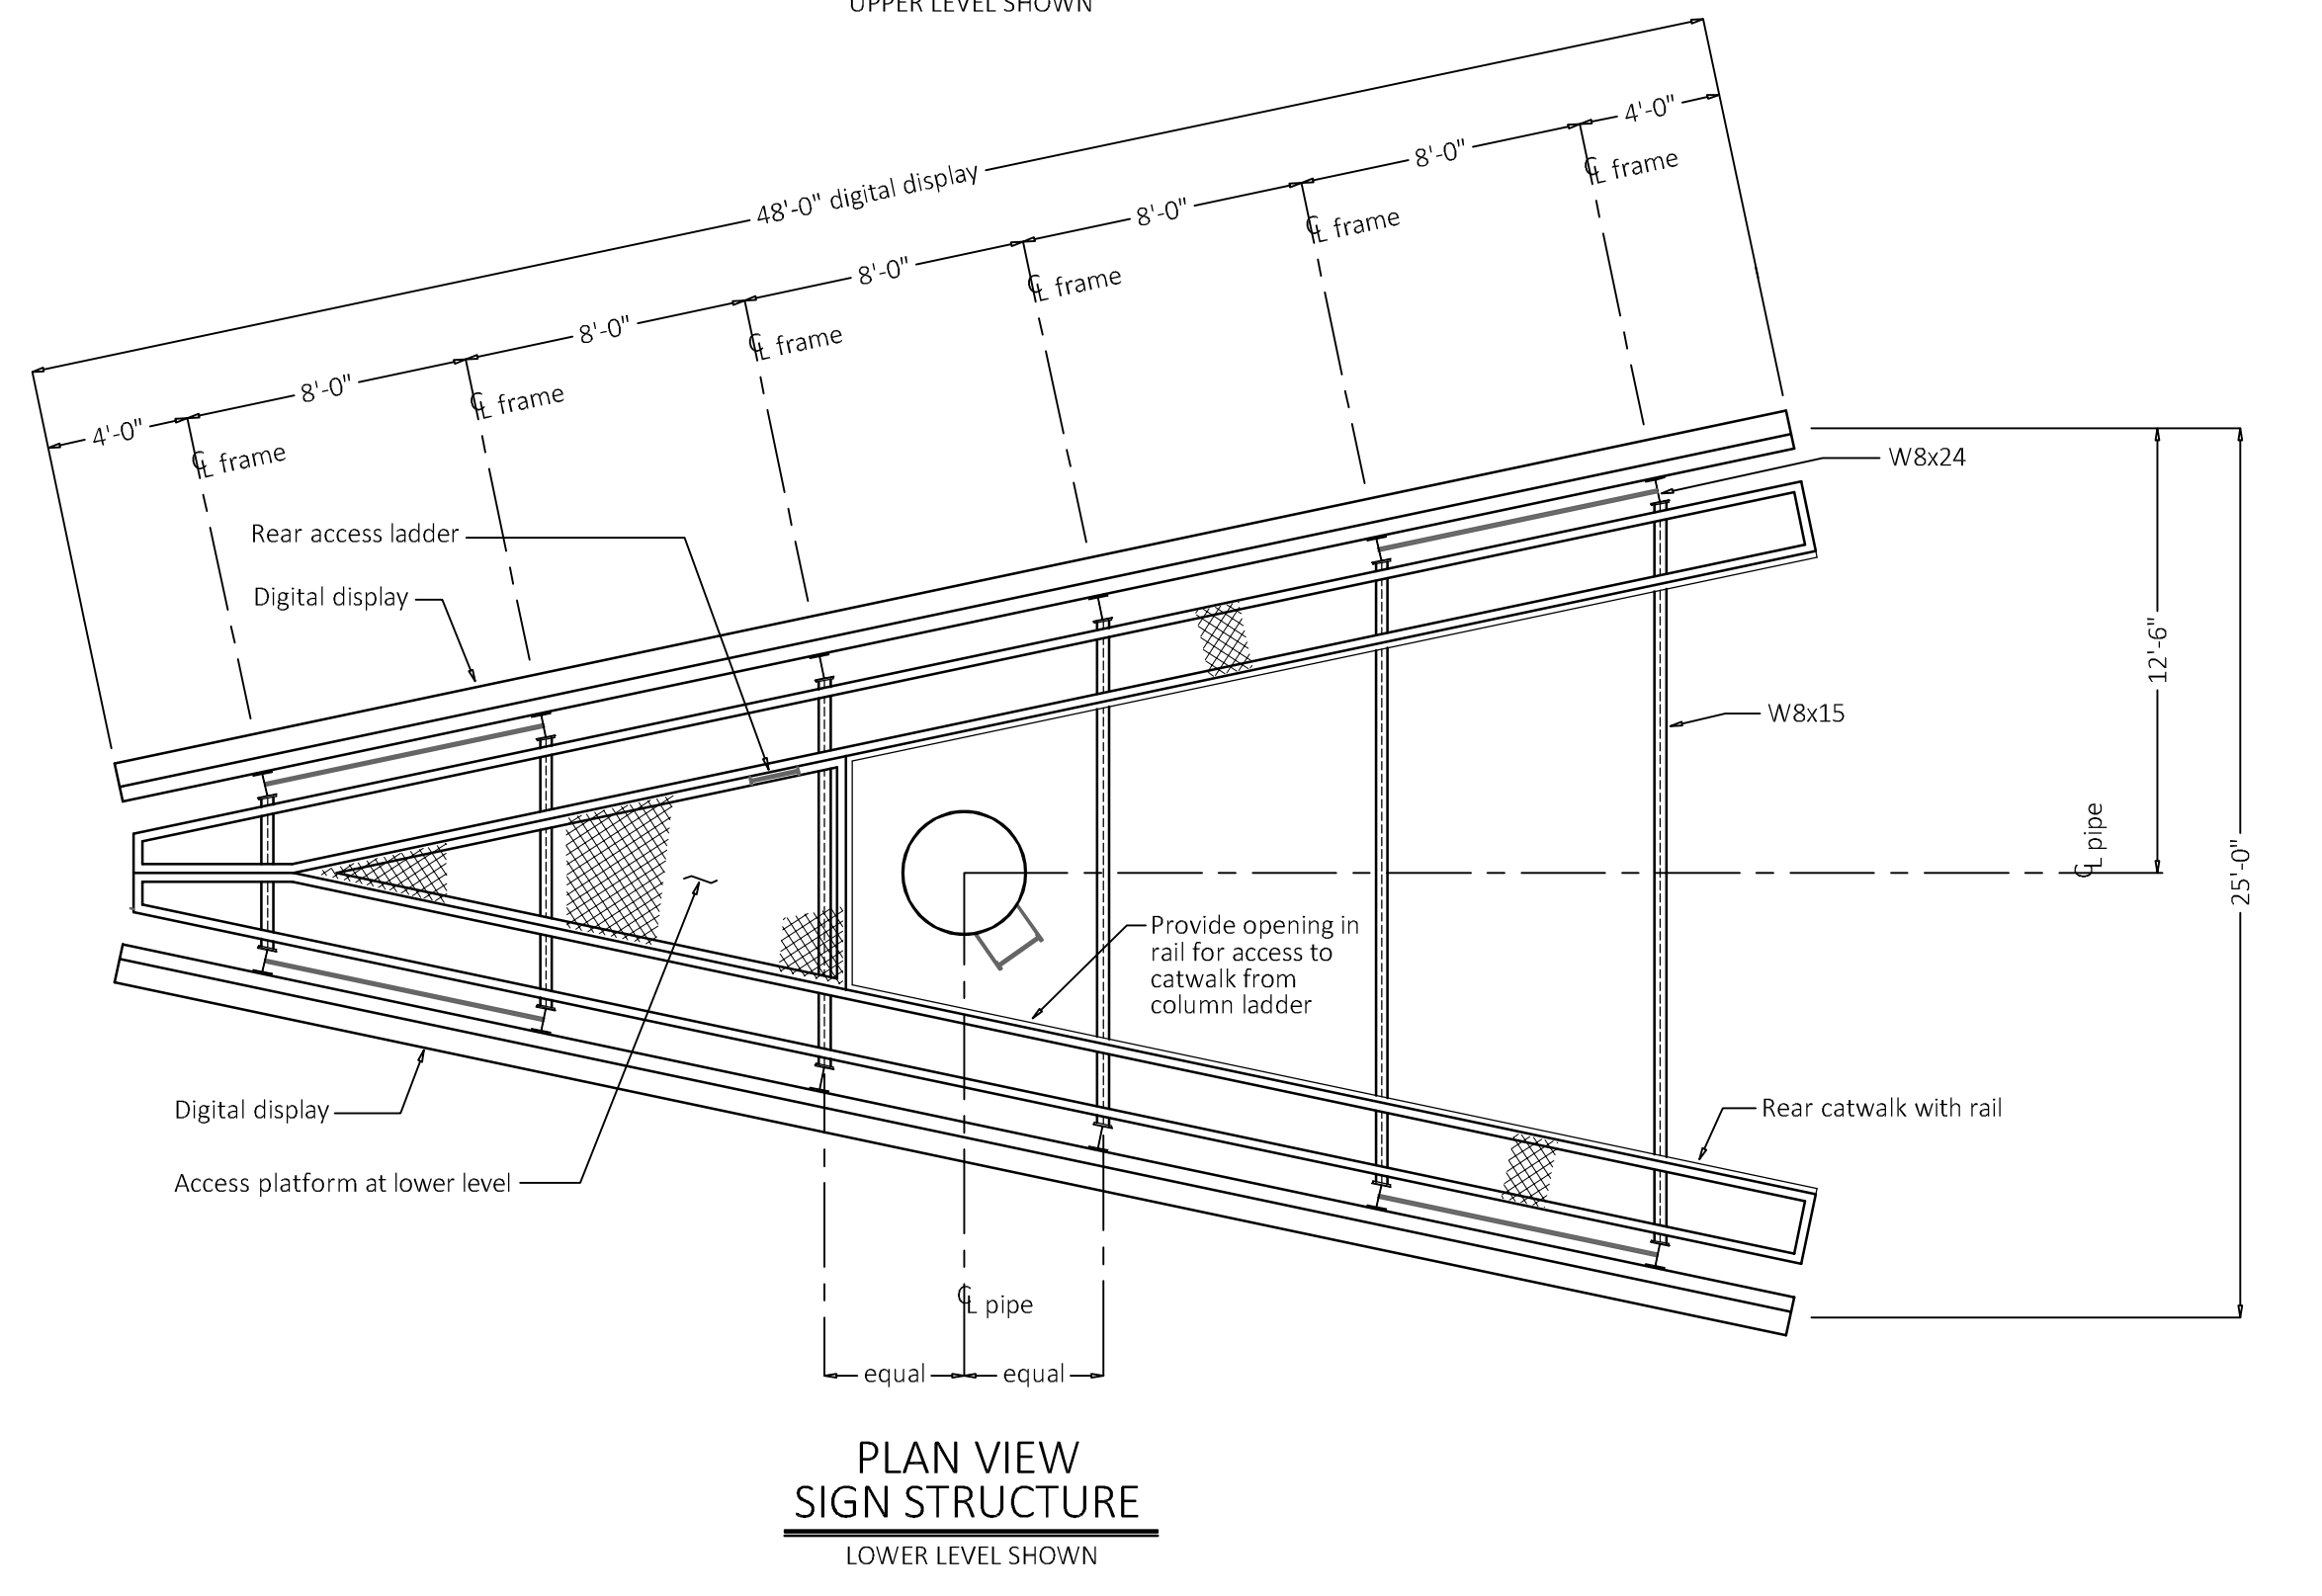 UPPER LEVEL SHOWN
48'-0" digital display
4'-0"
8'-0"
8'-0"
8'-0"
8'-0"
8'-0"
4'-0"
℄ frame
℄ frame
℄ frame
℄ frame
℄ frame
℄ frame
W8x24
Rear access ladder
Digital display
12'-6"
W8x15
℄ pipe
25'-0"
Provide opening in
rail for access to
catwalk from
column ladder
Digital display
Rear catwalk with rail
Access platform at lower level
℄ pipe
equal
equal
PLAN VIEW
SIGN STRUCTURE
LOWER LEVEL SHOWN